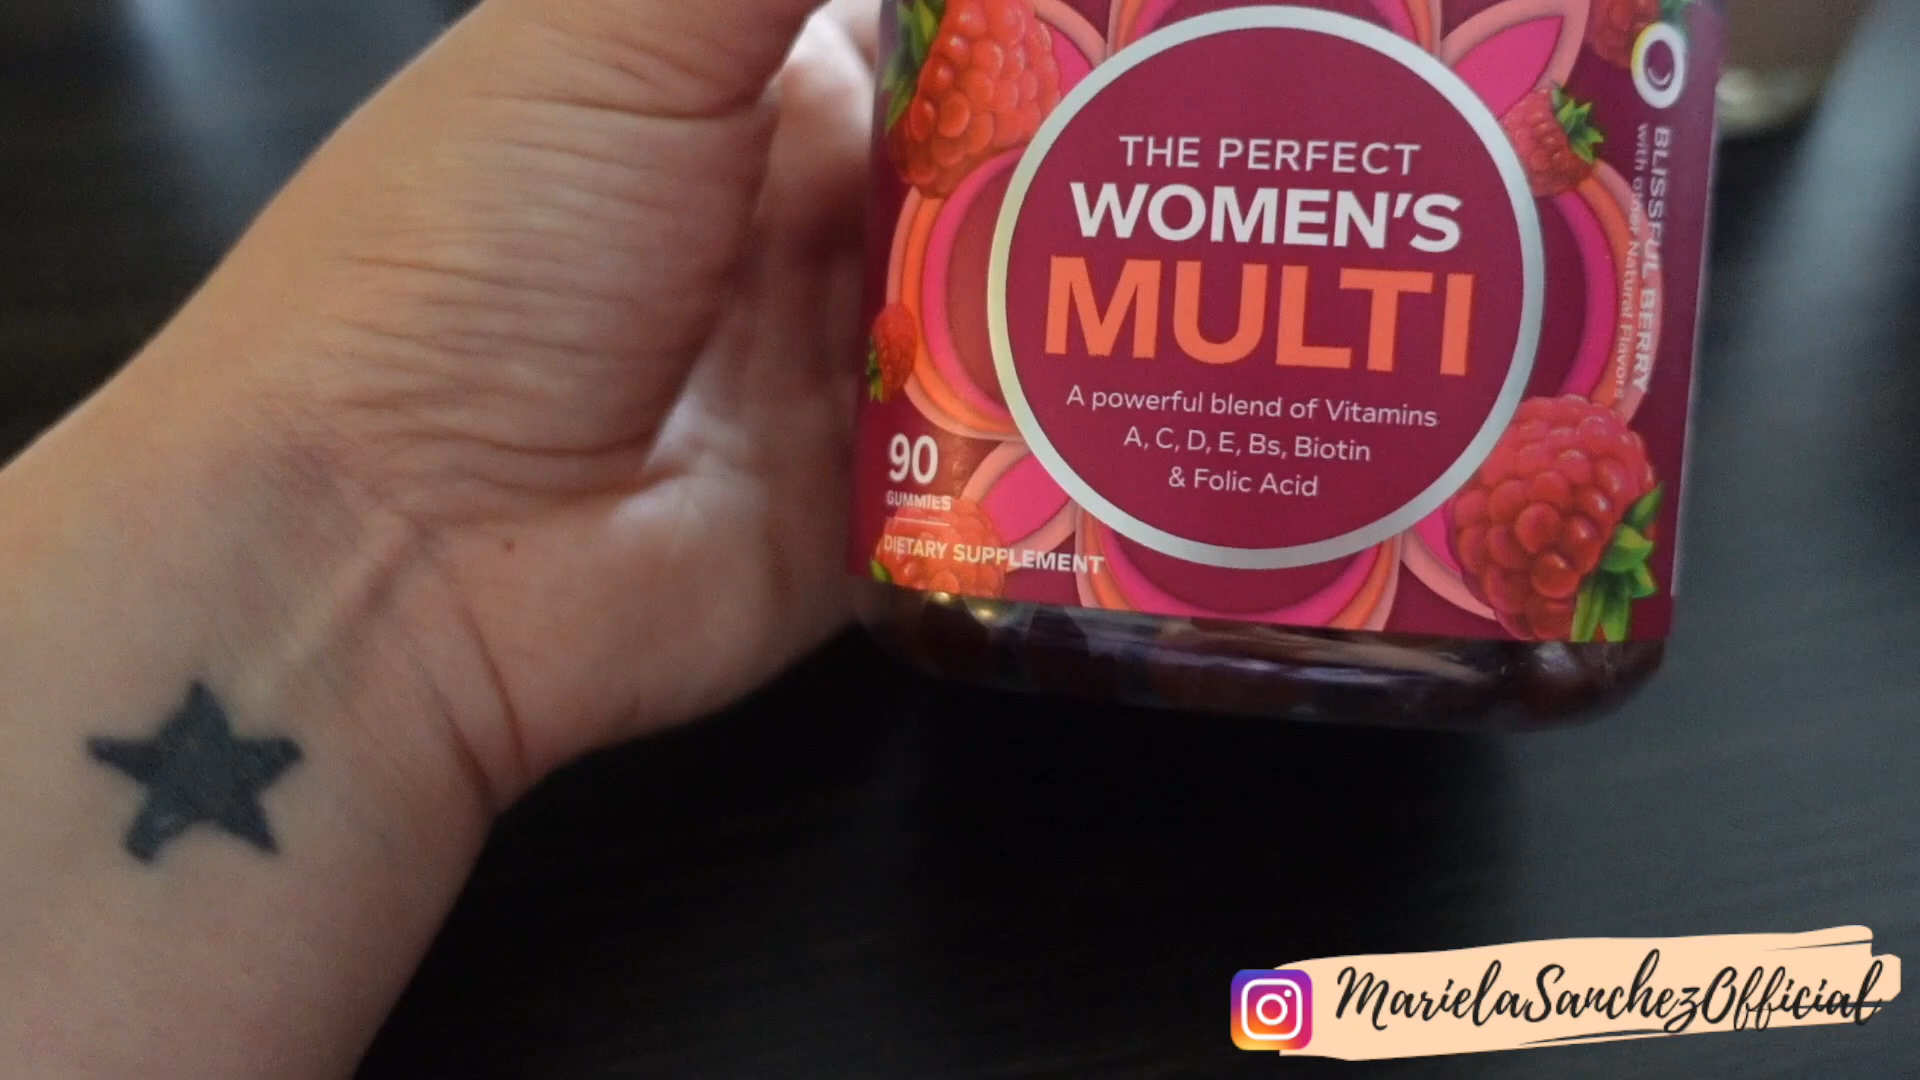 THE PERFECT
WOMEN'S
MULTI
A powerful blend of Vitamins
A, C, D, E, Bs, Biotin
& Folic Acid
90
GUMMIES
DIETARY SUPPLEMENT
BLISSFUL BERRY
with other Natural Flavors
MarielaSanchezOfficial